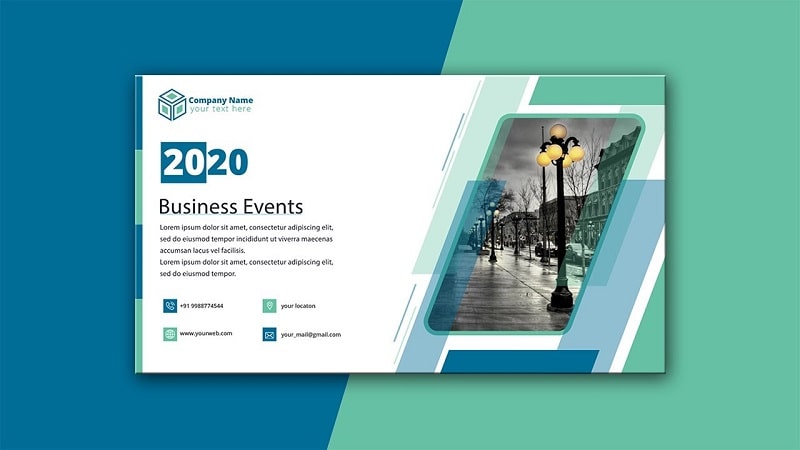 Company Name
your text here
2020
Business Events
Lorem ipsum dolor sit amet, consectetur adipiscing elit,
sed do eiusmod tempor incididunt ut viverra maecenas
accumsan lacus vel facilisis.
Lorem ipsum dolor sit amet, consectetur adipiscing elit,
sed do eiusmod tempor.
+91 9988774544
your locaton
www.yourweb.com
your_mail@gmail.com